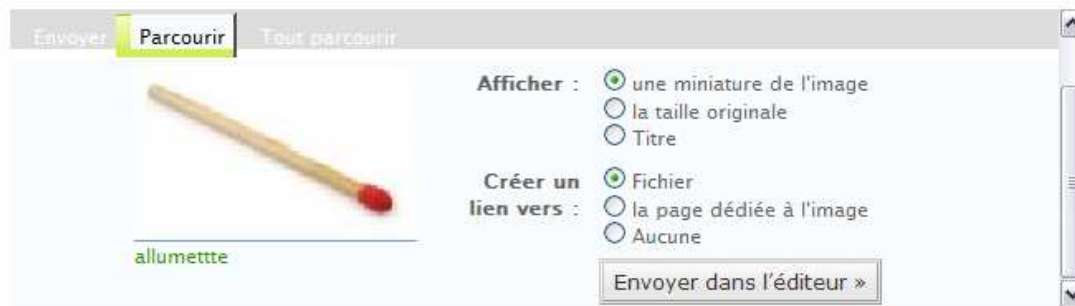 Envoyer Parcourir Tout parcourir
Afficher : une miniature de l'image
la taille originale
Titre
Créer un lien vers : Fichier
la page dédiée à l'image
Aucune
allumettte
Envoyer dans l'éditeur »